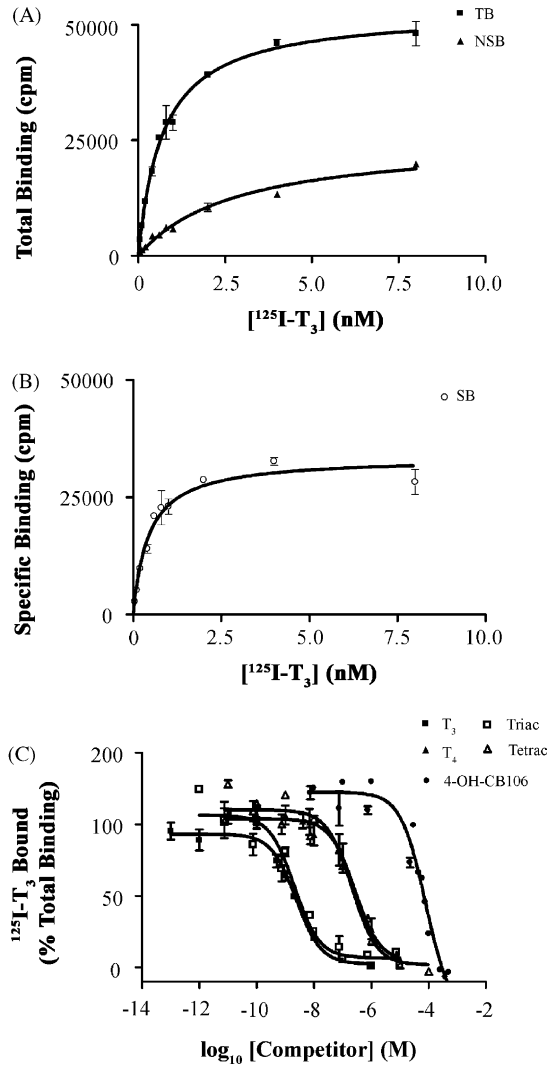 (A)
TB
NSB
50000
25000
0
Total Binding (cpm)
0 2.5 5.0 7.5 10.0
[¹²⁵I-T₃] (nM)
(B)
SB
50000
25000
0
Specific Binding (cpm)
0 2.5 5.0 7.5 10.0
[¹²⁵I-T₃] (nM)
(C)
T₃ Triac
T₄ Tetrac
4-OH-CB106
200
100
50
0
¹²⁵I-T₃ Bound
(% Total Binding)
-14 -12 -10 -8 -6 -4 -2
log₁₀ [Competitor] (M)